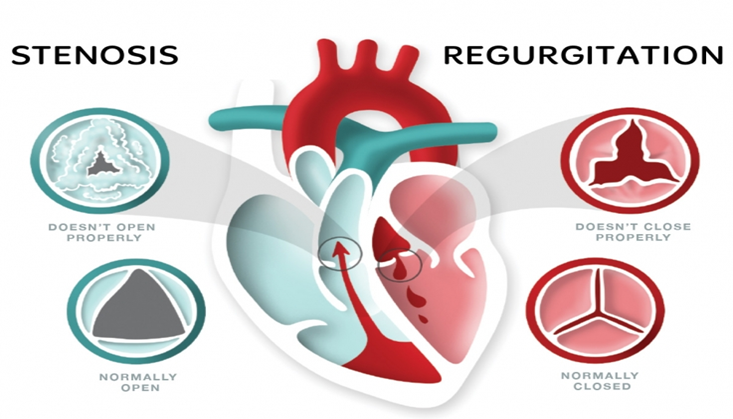 STENOSIS
REGURGITATION
DOESN'T OPEN
PROPERLY
DOESN'T CLOSE
PROPERLY
NORMALLY
OPEN
NORMALLY
CLOSED